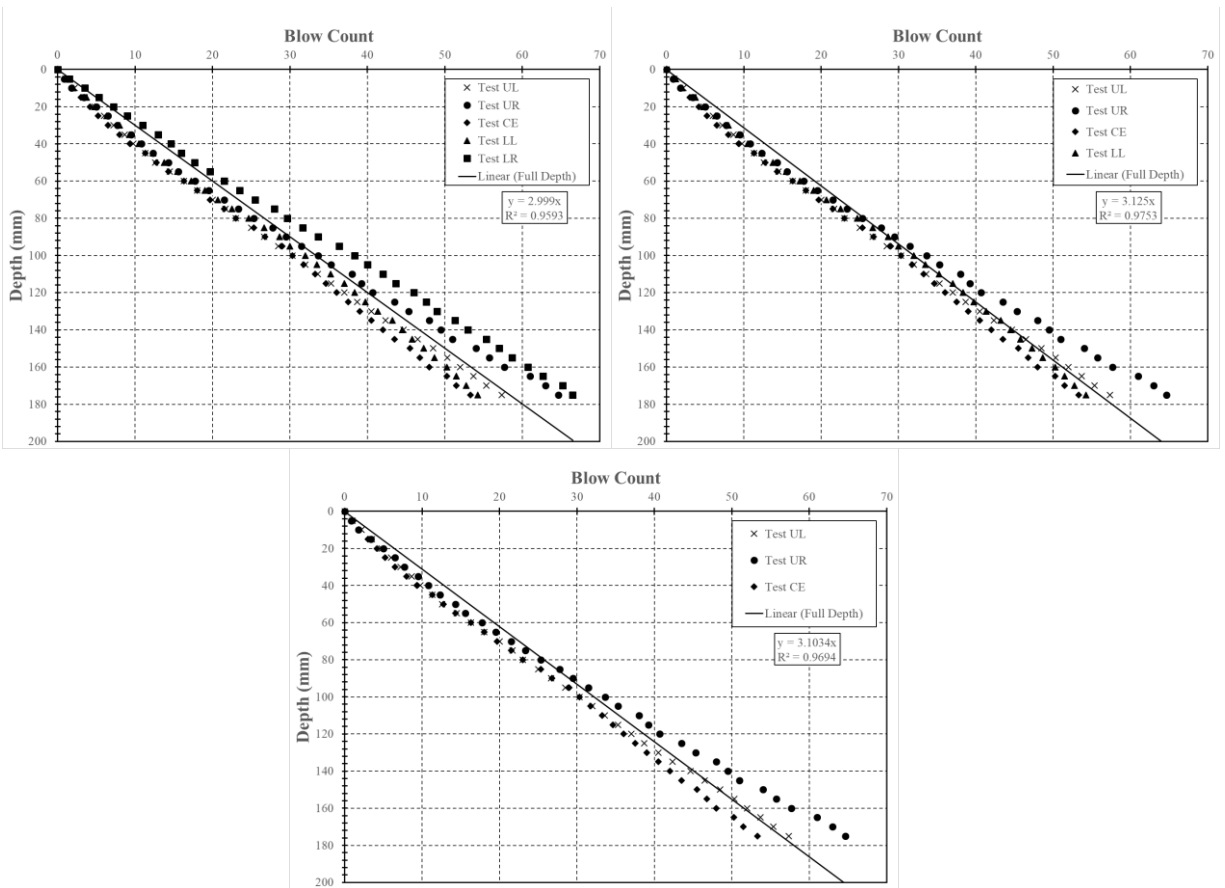 Blow Count
0 10 20 30 40 50 60 70
Depth (mm)
0
20
40
60
80
100
120
140
160
180
200
Test UL
Test UR
Test CE
Test LL
Test LR
Linear (Full Depth)
y = 2.999x
R² = 0.9593
Blow Count
0 10 20 30 40 50 60 70
Depth (mm)
0
20
40
60
80
100
120
140
160
180
200
Test UL
Test UR
Test CE
Test LL
Linear (Full Depth)
y = 3.125x
R² = 0.9753
Blow Count
0 10 20 30 40 50 60 70
Depth (mm)
0
20
40
60
80
100
120
140
160
180
200
Test UL
Test UR
Test CE
Linear (Full Depth)
y = 3.1034x
R² = 0.9694